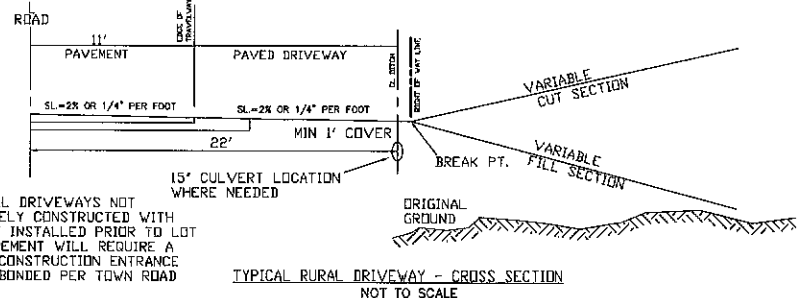 ROAD
EDGE OF
TRAVELWAY
11'
PAVEMENT
PAVED DRIVEWAY
CL DITCH
RIGHT OF WAY LINE
VARIABLE
CUT SECTION
SL.=2% OR 1/4" PER FOOT
SL.=2% OR 1/4" PER FOOT
MIN 1' COVER
22'
BREAK PT.
VARIABLE
FILL SECTION
15" CULVERT LOCATION
WHERE NEEDED
ORIGINAL
GROUND
L DRIVEWAYS NOT
ELY CONSTRUCTED WITH
INSTALLED PRIOR TO LOT
EMENT WILL REQUIRE A
CONSTRUCTION ENTRANCE
BONDED PER TOWN ROAD
TYPICAL RURAL DRIVEWAY - CROSS SECTION
NOT TO SCALE